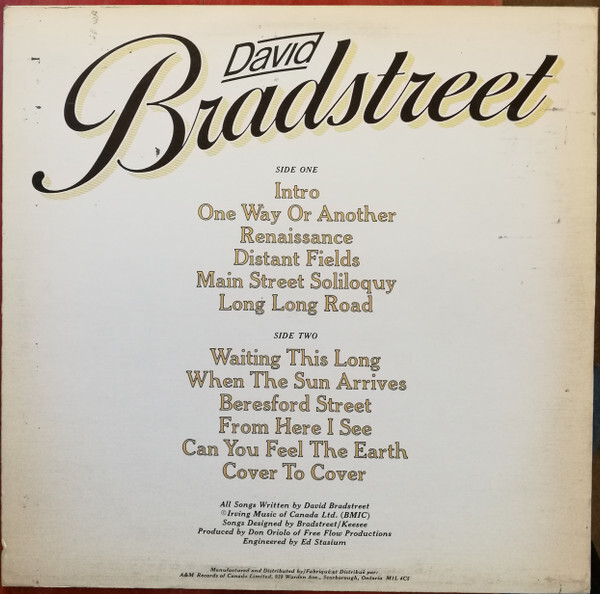 David
Bradstreet
SIDE ONE
Intro
One Way Or Another
Renaissance
Distant Fields
Main Street Soliloquy
Long Long Road
SIDE TWO
Waiting This Long
When The Sun Arrives
Beresford Street
From Here I See
Can You Feel The Earth
Cover To Cover
All Songs Written by David Bradstreet
©Irving Music of Canada Ltd. (BMIC)
Songs Designed by Bradstreet/Keesee
Produced by Don Oriolo of Free Flow Productions
Engineered by Ed Stasium
Manufactured and Distributed by/Fabriqué et Distribué par:
A&M Records of Canada Limited, 939 Warden Ave., Scarborough, Ontario M1L 4C5